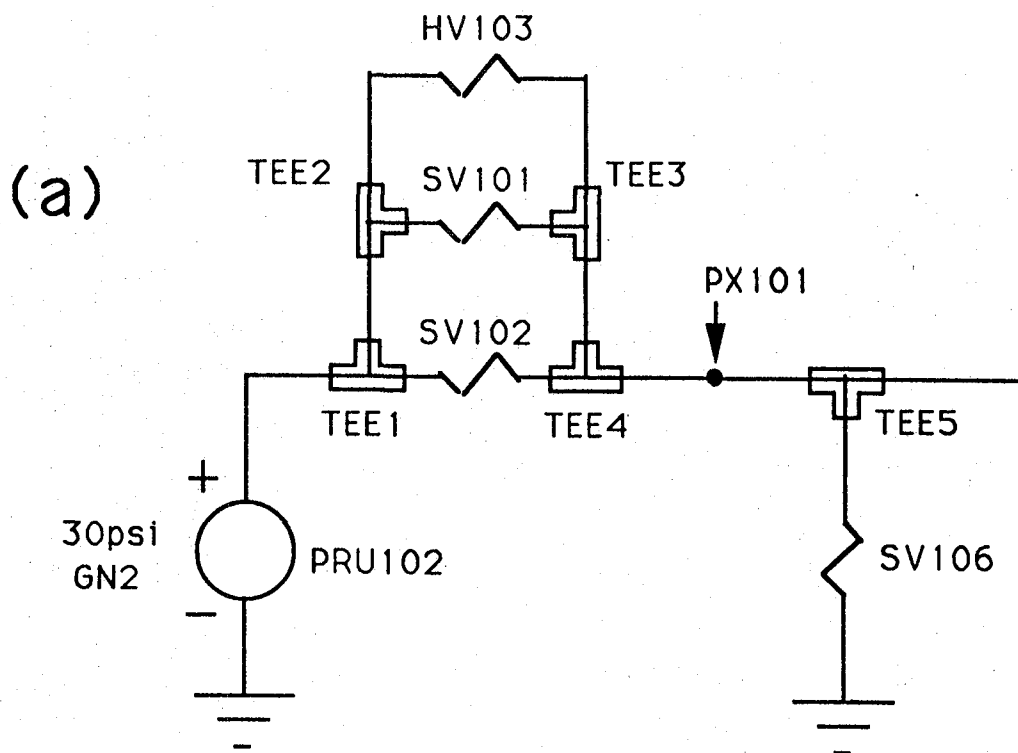 HV103
(a)
TEE2
SV101
TEE3
PX101
SV102
TEE1
TEE4
TEE5
+
30psi
GN2
PRU102
SV106
−